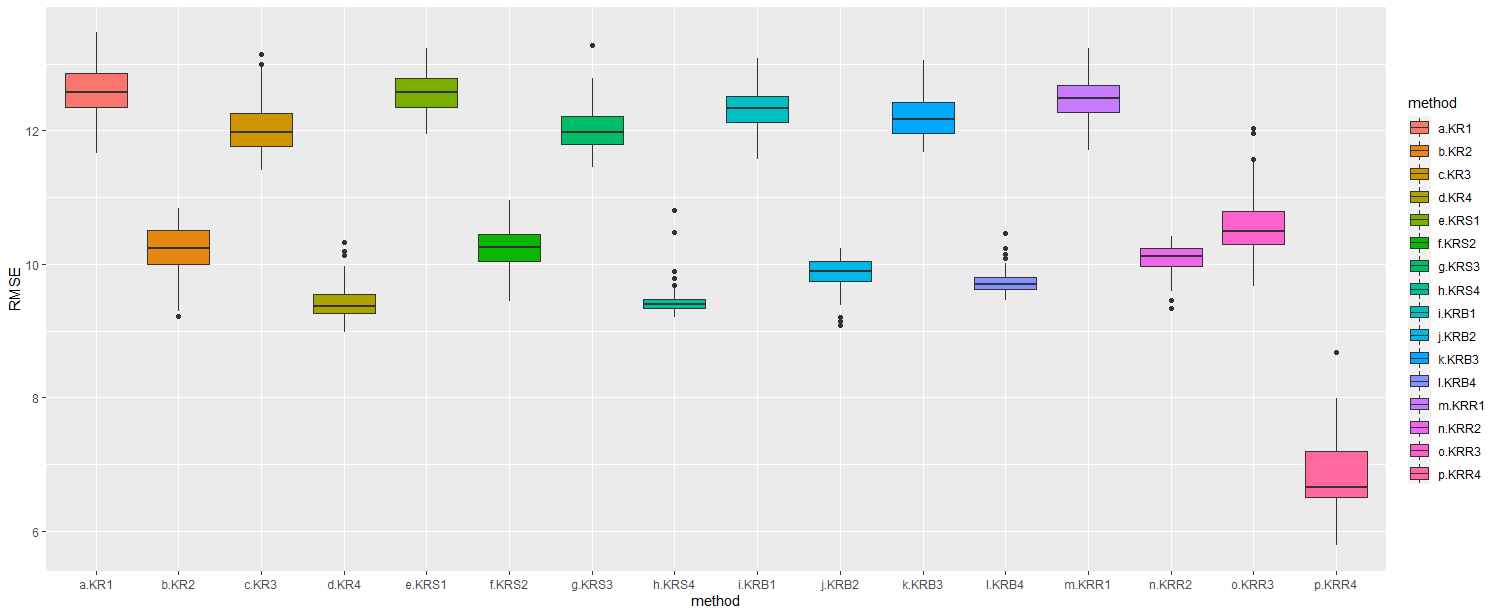 RMSE
12
10
8
6
a.KR1 b.KR2 c.KR3 d.KR4 e.KRS1 f.KRS2 g.KRS3 h.KRS4 i.KRB1 j.KRB2 k.KRB3 l.KRB4 m.KRR1 n.KRR2 o.KRR3 p.KRR4
method
method
a.KR1
b.KR2
c.KR3
d.KR4
e.KRS1
f.KRS2
g.KRS3
h.KRS4
i.KRB1
j.KRB2
k.KRB3
l.KRB4
m.KRR1
n.KRR2
o.KRR3
p.KRR4